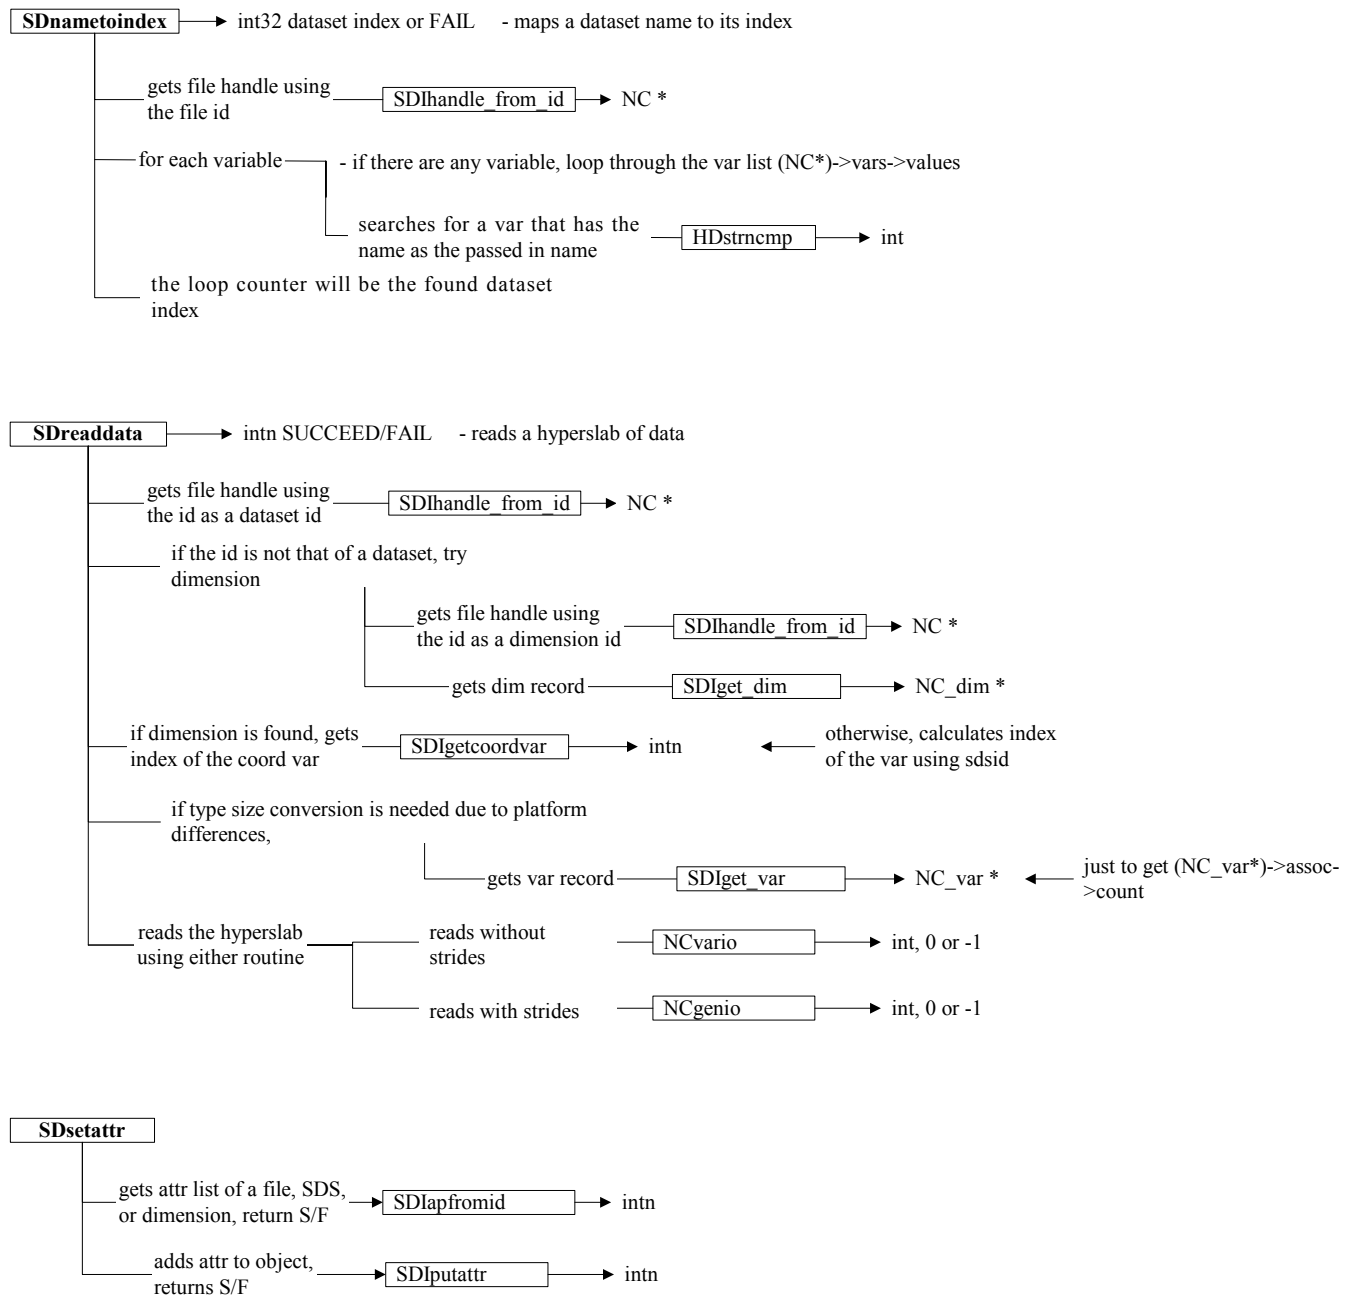 SDnametoindex int32 dataset index or FAIL - maps a dataset name to its index
gets file handle using
the file id
SDIhandle_from_id NC *
for each variable - if there are any variable, loop through the var list (NC*)->vars->values
searches for a var that has the
name as the passed in name
HDstrncmp int
the loop counter will be the found dataset
index
SDreaddata intn SUCCEED/FAIL - reads a hyperslab of data
gets file handle using
the id as a dataset id
SDIhandle_from_id NC *
if the id is not that of a dataset, try
dimension
gets file handle using
the id as a dimension id
SDIhandle_from_id NC *
gets dim record SDIget_dim NC_dim *
if dimension is found, gets
index of the coord var
SDIgetcoordvar intn
otherwise, calculates index
of the var using sdsid
if type size conversion is needed due to platform
differences,
gets var record SDIget_var NC_var *
just to get (NC_var*)->assoc-
>count
reads the hyperslab
using either routine
reads without
strides
NCvario int, 0 or -1
reads with strides NCgenio int, 0 or -1
SDsetattr
gets attr list of a file, SDS,
or dimension, return S/F
SDIapfromid intn
adds attr to object,
returns S/F
SDIputattr intn